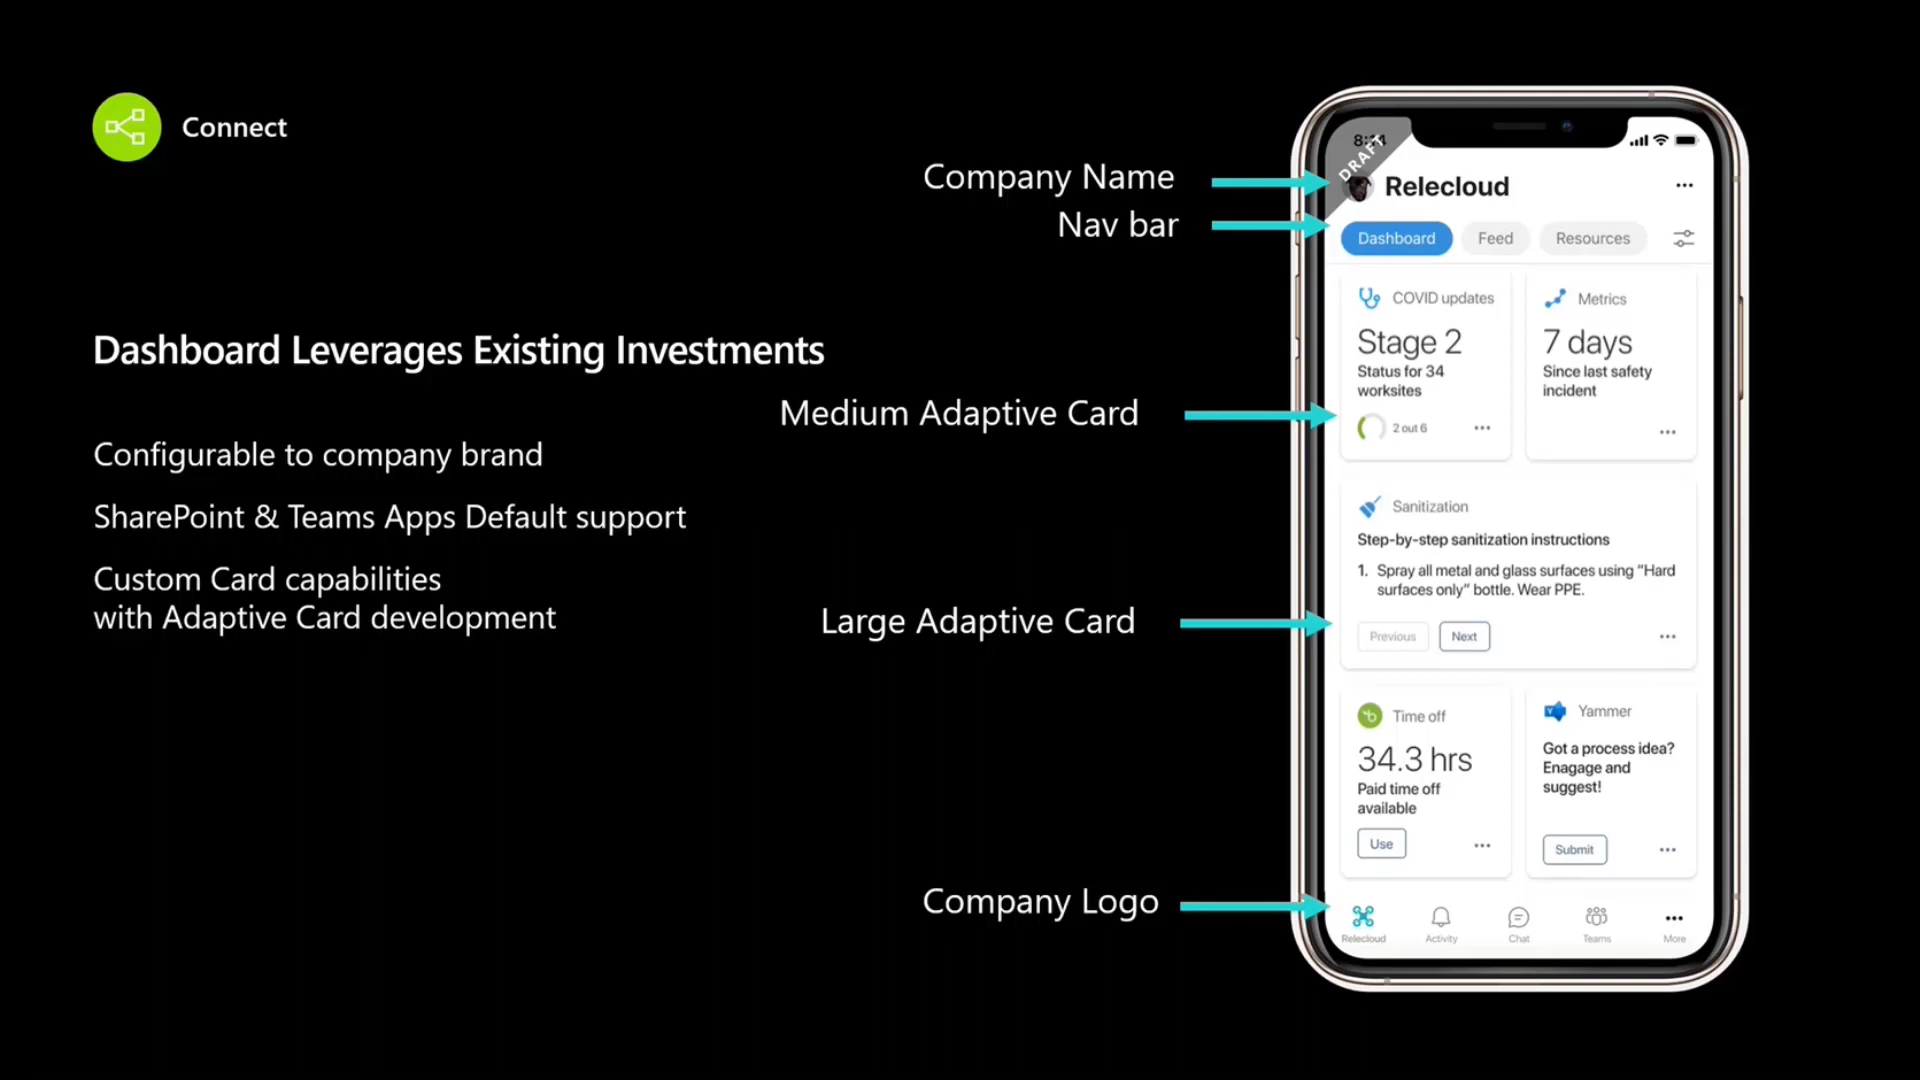 Connect
Dashboard Leverages Existing Investments
Configurable to company brand
SharePoint & Teams Apps Default support
Custom Card capabilities
with Adaptive Card development
Company Name
Nav bar
Medium Adaptive Card
Large Adaptive Card
Company Logo
DRAFT
Relecloud
Dashboard Feed Resources
COVID updates
Stage 2
Status for 34
worksites
2 out 6
Metrics
7 days
Since last safety
incident
Sanitization
Step-by-step sanitization instructions
1. Spray all metal and glass surfaces using “Hard
surfaces only” bottle. Wear PPE.
Previous Next
Time off
34.3 hrs
Paid time off
available
Use
Yammer
Got a process idea?
Enagage and
suggest!
Submit
Relecloud Activity Chat Teams More